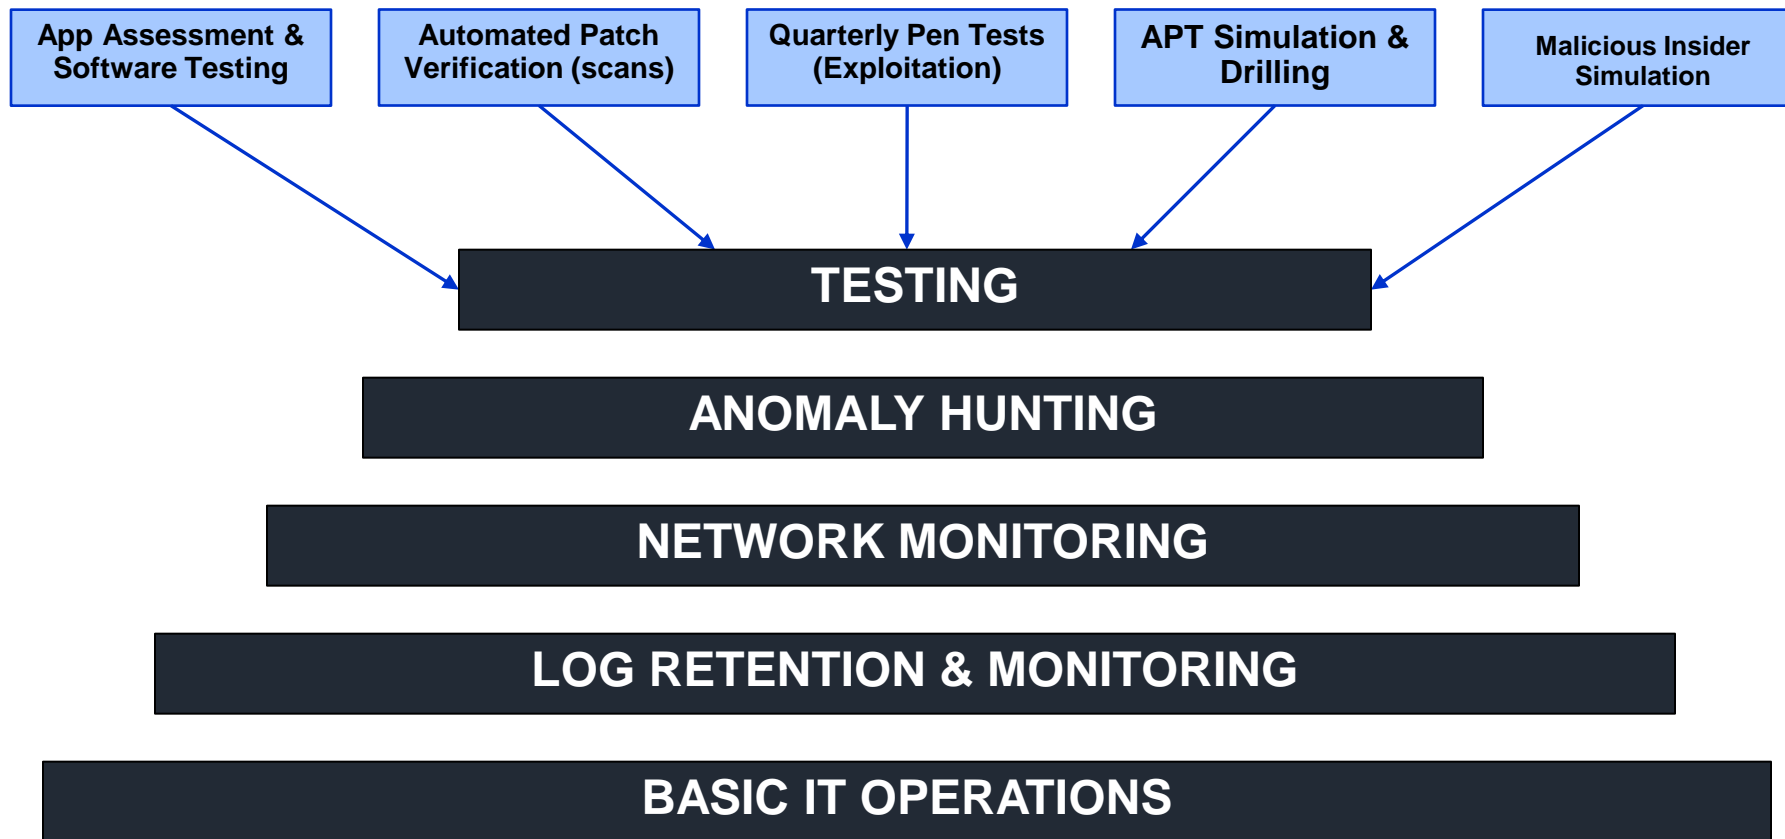 App Assessment &
Software Testing
Automated Patch
Verification (scans)
Quarterly Pen Tests
(Exploitation)
APT Simulation &
Drilling
Malicious Insider
Simulation
TESTING
ANOMALY HUNTING
NETWORK MONITORING
LOG RETENTION & MONITORING
BASIC IT OPERATIONS